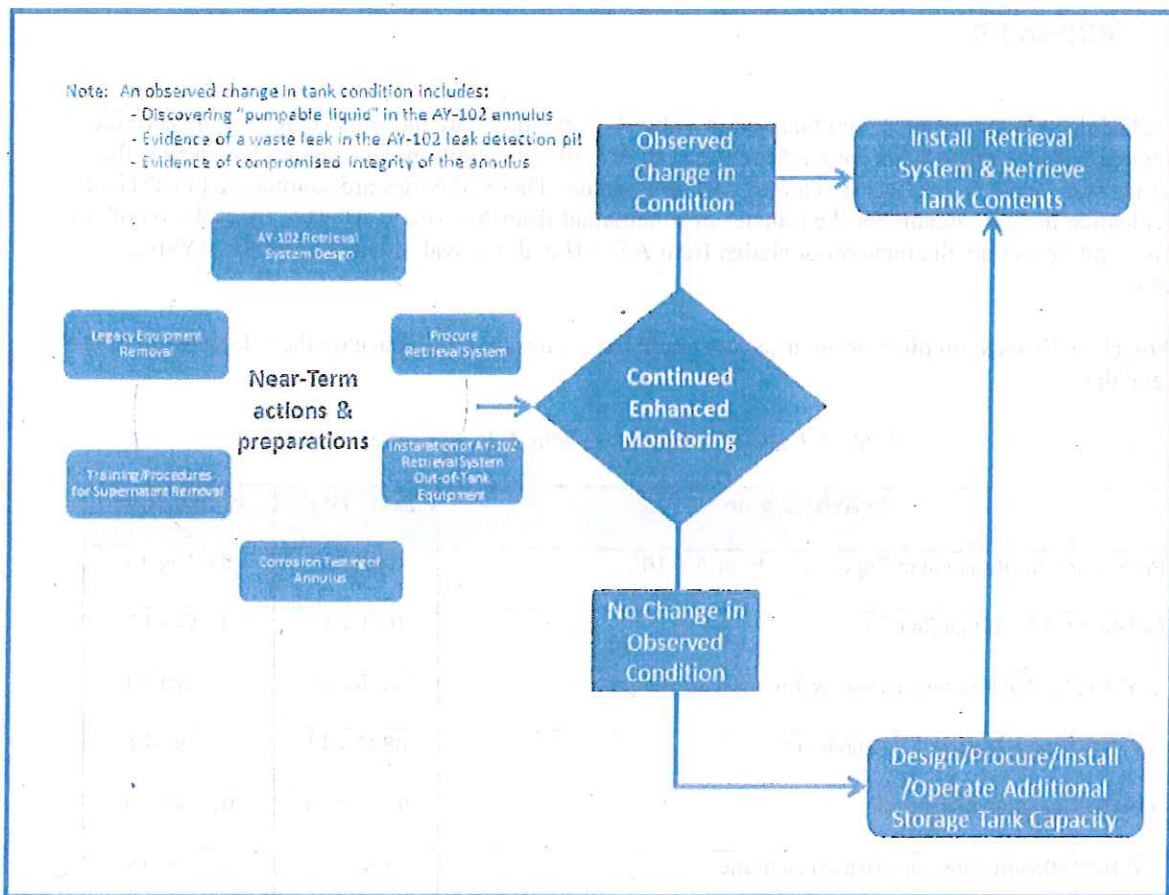 Note: An observed change in tank condition includes:
- Discovering "pumpable liquid" in the AY-102 annulus
- Evidence of a waste leak in the AY-102 leak detection pit
- Evidence of compromised integrity of the annulus
Observed
Change in
Condition
Install Retrieval
System & Retrieve
Tank Contents
AY-102 Retrieval
System Design
Legacy Equipment
Removal
Procure
Retrieval System
Near-Term
actions &
preparations
Training/Procedures
for Supernatant Removal
Installation of AY-102
Retrieval System
Out-of-Tank
Equipment
Corrosion Testing of
Annulus
Continued
Enhanced
Monitoring
No Change in
Observed
Condition
Design/Procure/Install
/Operate Additional
Storage Tank Capacity